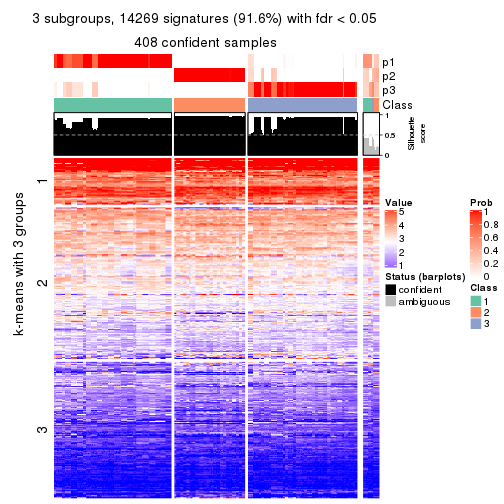 3 subgroups, 14269 signatures (91.6%) with fdr < 0.05
408 confident samples
p1
p2
p3
Class
1
0.5
0
Silhouette
score
k-means with 3 groups
1
2
3
Value
5
4
3
2
1
Status (barplots)
confident
ambiguous
Prob
1
0.8
0.6
0.4
0.2
0
Class
1
2
3